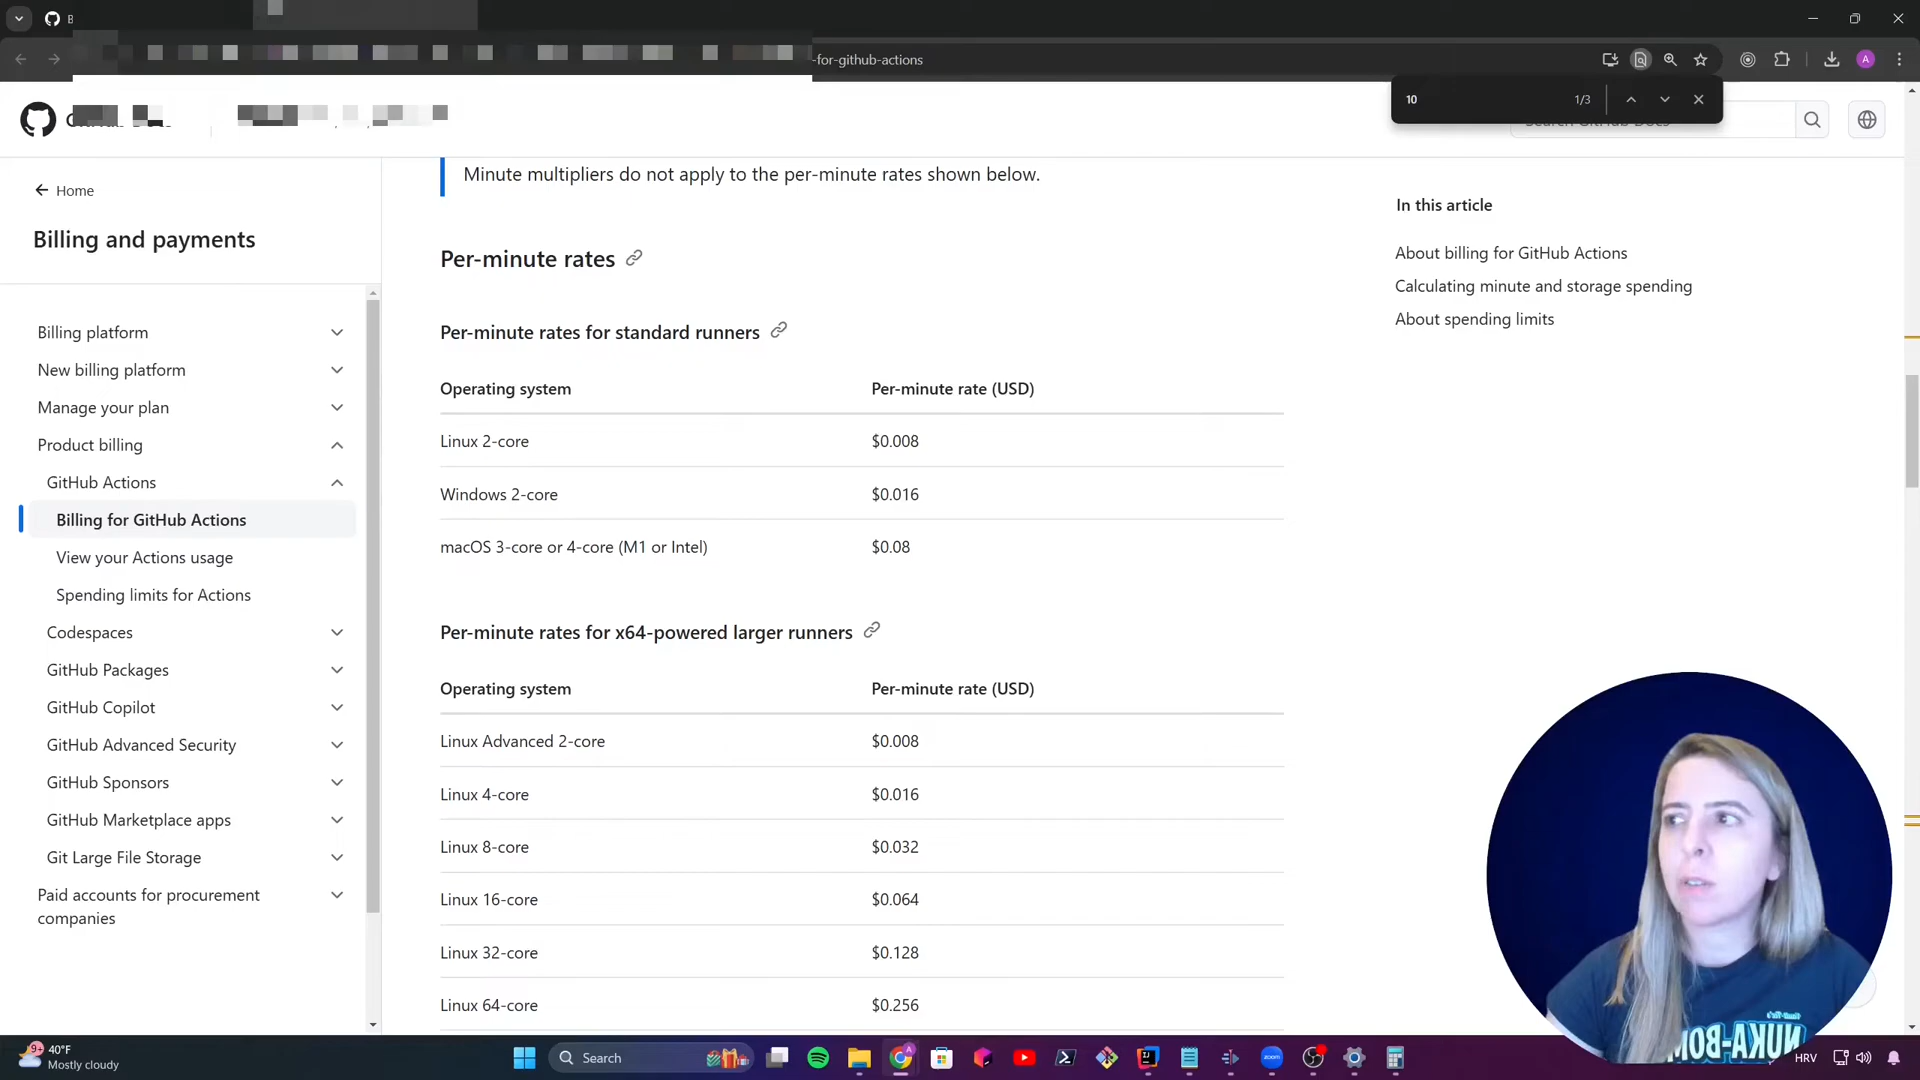 -for-github-actions
10
1/3
A
Home
Billing and payments
Billing platform
New billing platform
Manage your plan
Product billing
GitHub Actions
Billing for GitHub Actions
View your Actions usage
Spending limits for Actions
Codespaces
GitHub Packages
GitHub Copilot
GitHub Advanced Security
GitHub Sponsors
GitHub Marketplace apps
Git Large File Storage
Paid accounts for procurement
companies
Minute multipliers do not apply to the per-minute rates shown below.
Per-minute rates
Per-minute rates for standard runners
Operating system Per-minute rate (USD)
Linux 2-core $0.008
Windows 2-core $0.016
macOS 3-core or 4-core (M1 or Intel) $0.08
Per-minute rates for x64-powered larger runners
Operating system Per-minute rate (USD)
Linux Advanced 2-core $0.008
Linux 4-core $0.016
Linux 8-core $0.032
Linux 16-core $0.064
Linux 32-core $0.128
Linux 64-core $0.256
In this article
About billing for GitHub Actions
Calculating minute and storage spending
About spending limits
NUKA-BO
9+
40°F
Mostly cloudy
Search
zoom
HRV